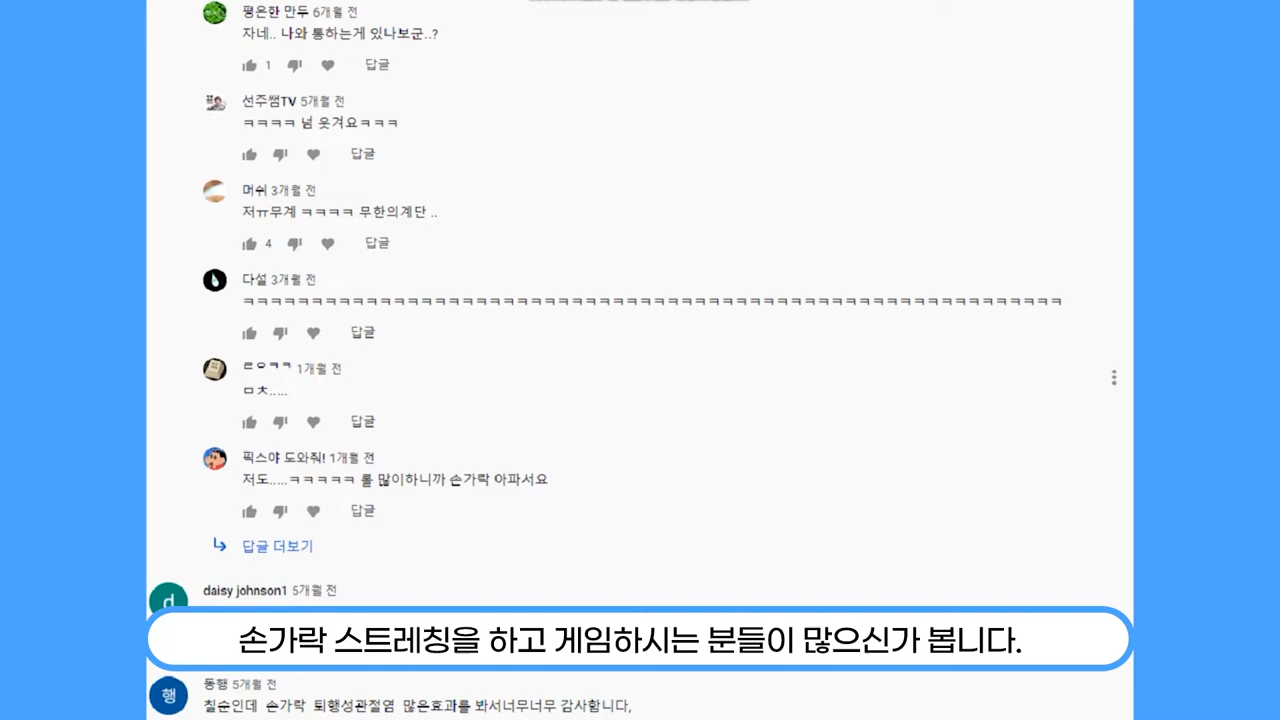 평온한 만두 6개월 전
자네.. 나와 통하는게 있나보군..?
1 답글
선주쌤TV 5개월 전
ㅋㅋㅋㅋ 넘 웃겨요ㅋㅋㅋ
답글
머쉬 3개월 전
저ㅠ무계 ㅋㅋㅋㅋ 무한의계단 ..
4 답글
다설 3개월 전
ㅋㅋㅋㅋㅋㅋㅋㅋㅋㅋㅋㅋㅋㅋㅋㅋㅋㅋㅋㅋㅋㅋㅋㅋㅋㅋㅋㅋㅋㅋㅋㅋㅋㅋㅋㅋㅋㅋㅋㅋㅋㅋㅋㅋㅋㅋㅋㅋㅋㅋㅋㅋㅋㅋㅋㅋㅋㅋㅋㅋ
답글
ㄹㅇㅋㅋ 1개월 전
ㅁㅊ.....
답글
픽스야 도와줘! 1개월 전
저도.....ㅋㅋㅋㅋㅋ 롤 많이하니까 손가락 아파서요
답글
답글 더보기
d
daisy johnson1 5개월 전
손가락 스트레칭을 하고 게임하시는 분들이 많으신가 봅니다.
행
동행 5개월 전
칠순인데 손가락 퇴행성관절염 많은효과를 봐서너무너무 감사합니다,